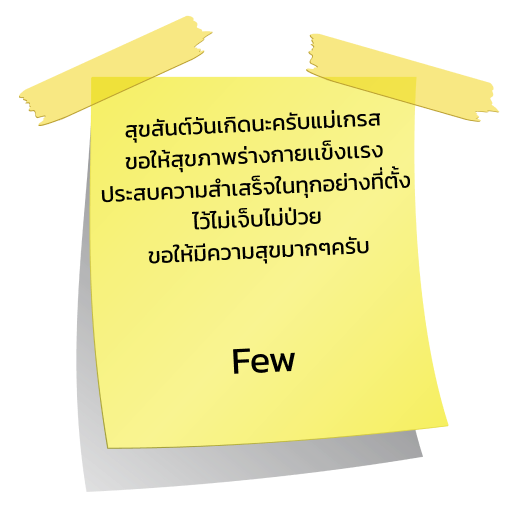 สุขสันต์วันเกิดนะครับแม่เกรส
ขอให้สุขภาพร่างกายแข็งแรง
ประสบความสำเสร็จในทุกอย่างที่ตั้ง
ไว้ไม่เจ็บไม่ป่วย
ขอให้มีความสุขมากๆครับ
Few